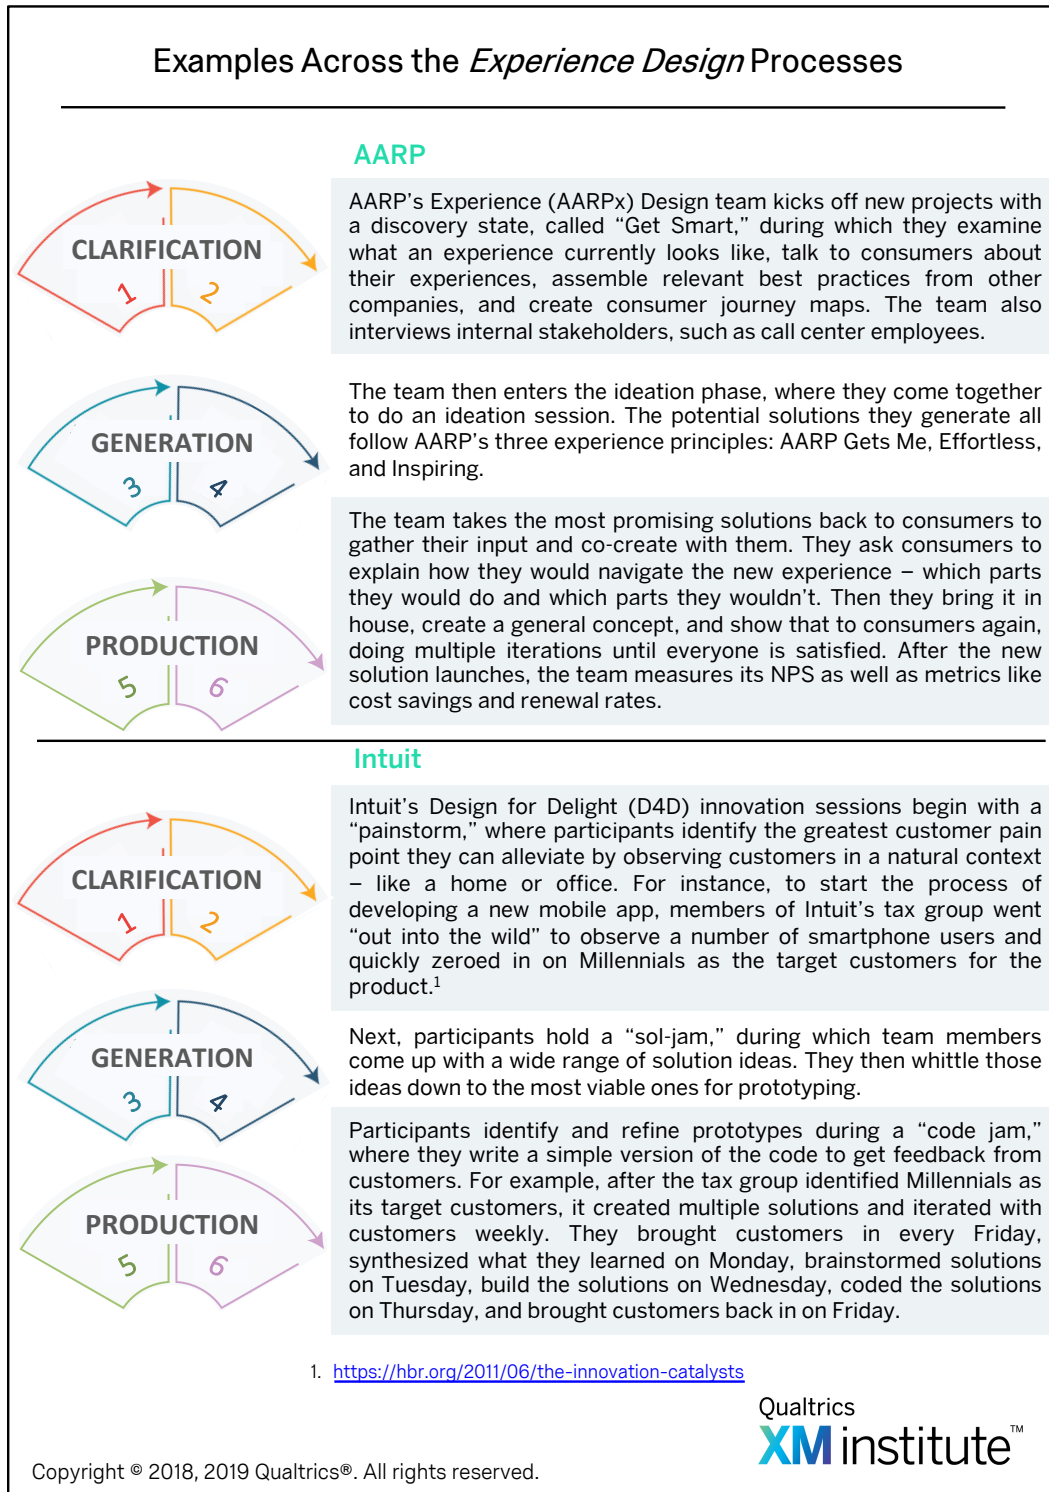 Examples Across the Experience Design Processes
AARP
CLARIFICATION
1
2
AARP’s Experience (AARPx) Design team kicks off new projects with
a discovery state, called “Get Smart,” during which they examine
what an experience currently looks like, talk to consumers about
their experiences, assemble relevant best practices from other
companies, and create consumer journey maps. The team also
interviews internal stakeholders, such as call center employees.
GENERATION
3
4
The team then enters the ideation phase, where they come together
to do an ideation session. The potential solutions they generate all
follow AARP’s three experience principles: AARP Gets Me, Effortless,
and Inspiring.
PRODUCTION
5
6
The team takes the most promising solutions back to consumers to
gather their input and co-create with them. They ask consumers to
explain how they would navigate the new experience – which parts
they would do and which parts they wouldn’t. Then they bring it in
house, create a general concept, and show that to consumers again,
doing multiple iterations until everyone is satisfied. After the new
solution launches, the team measures its NPS as well as metrics like
cost savings and renewal rates.
Intuit
CLARIFICATION
1
2
Intuit’s Design for Delight (D4D) innovation sessions begin with a
“painstorm,” where participants identify the greatest customer pain
point they can alleviate by observing customers in a natural context
– like a home or office. For instance, to start the process of
developing a new mobile app, members of Intuit’s tax group went
“out into the wild” to observe a number of smartphone users and
quickly zeroed in on Millennials as the target customers for the
product.1
GENERATION
3
4
Next, participants hold a “sol-jam,” during which team members
come up with a wide range of solution ideas. They then whittle those
ideas down to the most viable ones for prototyping.
PRODUCTION
5
6
Participants identify and refine prototypes during a “code jam,”
where they write a simple version of the code to get feedback from
customers. For example, after the tax group identified Millennials as
its target customers, it created multiple solutions and iterated with
customers weekly. They brought customers in every Friday,
synthesized what they learned on Monday, brainstormed solutions
on Tuesday, build the solutions on Wednesday, coded the solutions
on Thursday, and brought customers back in on Friday.
1. https://hbr.org/2011/06/the-innovation-catalysts
Qualtrics
XM institute™
Copyright © 2018, 2019 Qualtrics®. All rights reserved.